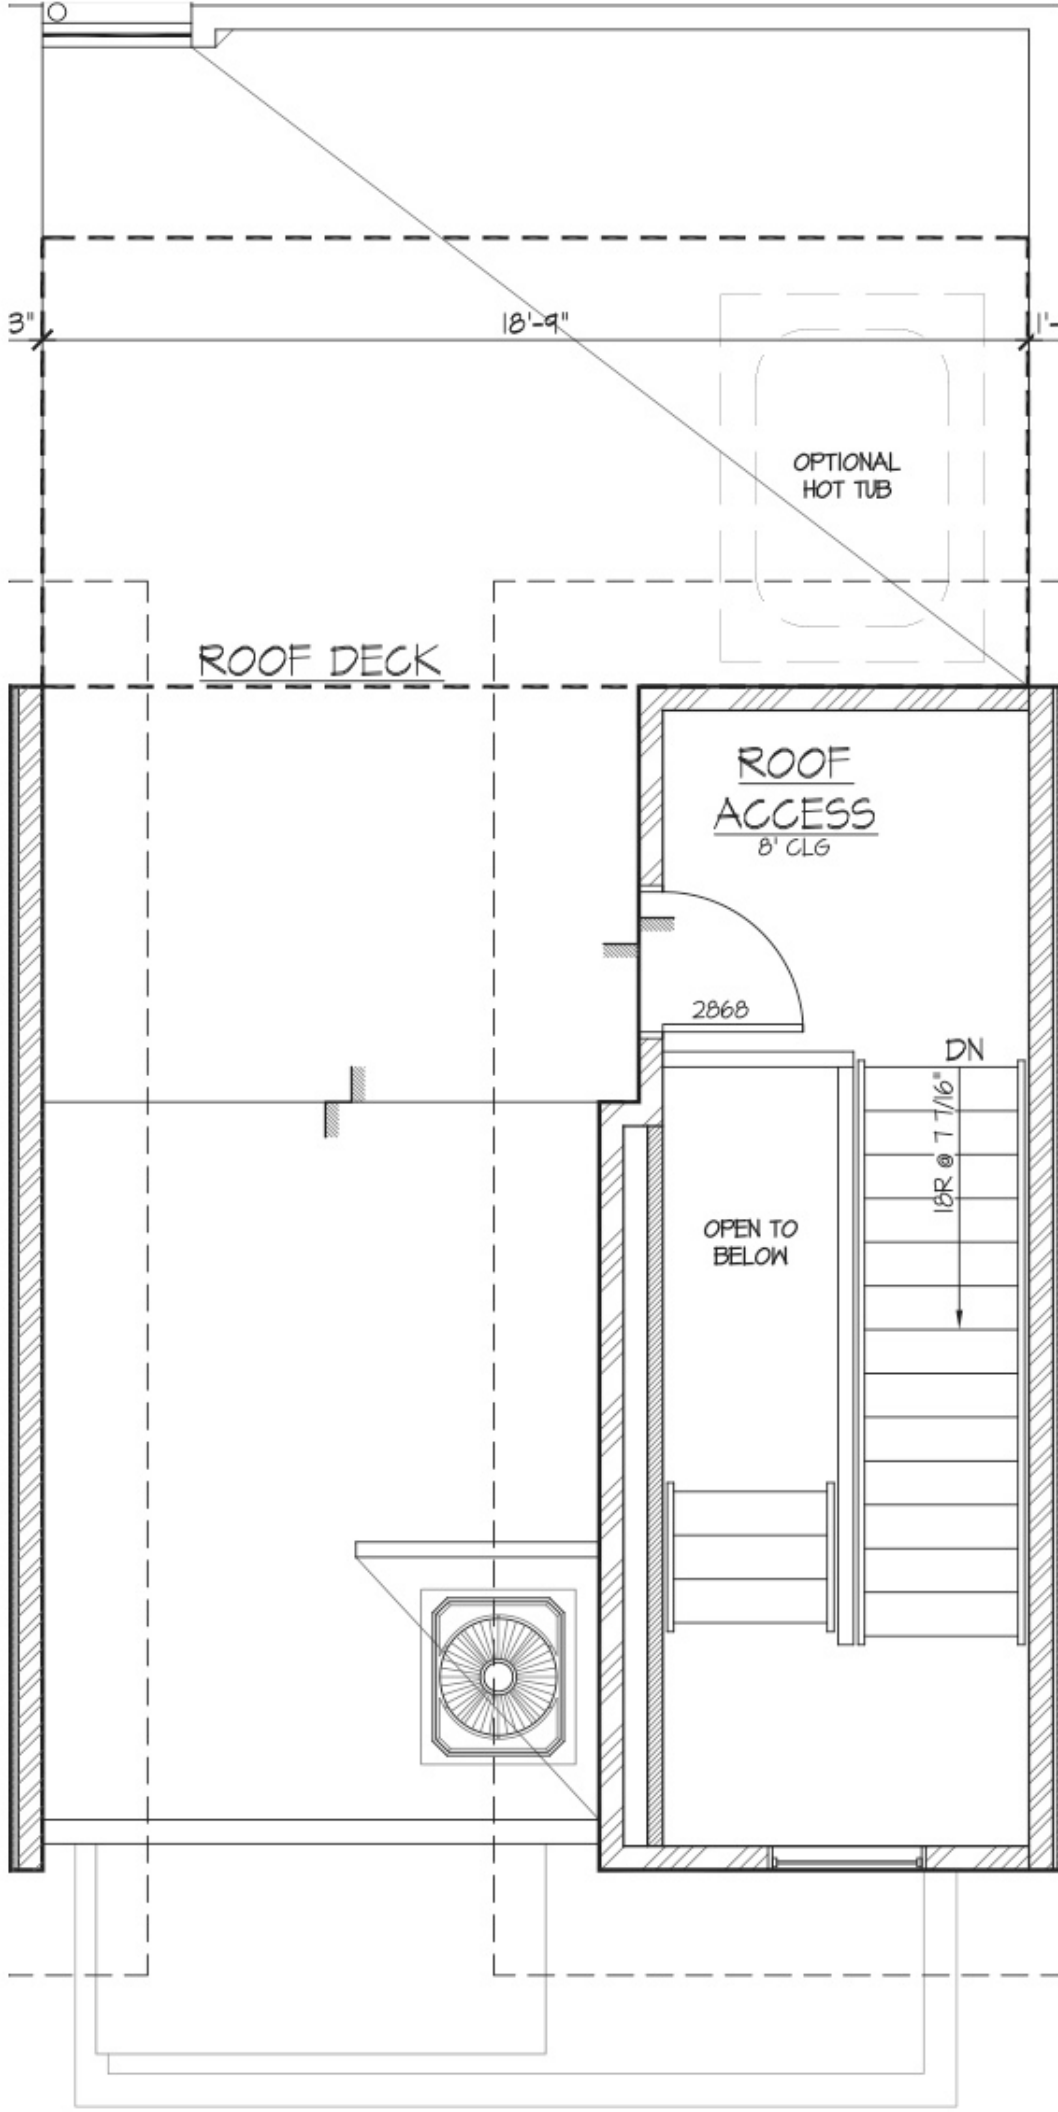 3" 18'-9" 1'-
OPTIONAL
HOT TUB
ROOF DECK
ROOF
ACCESS
8' CLG
2868
DN
18R @ 7 7/16"
OPEN TO
BELOW